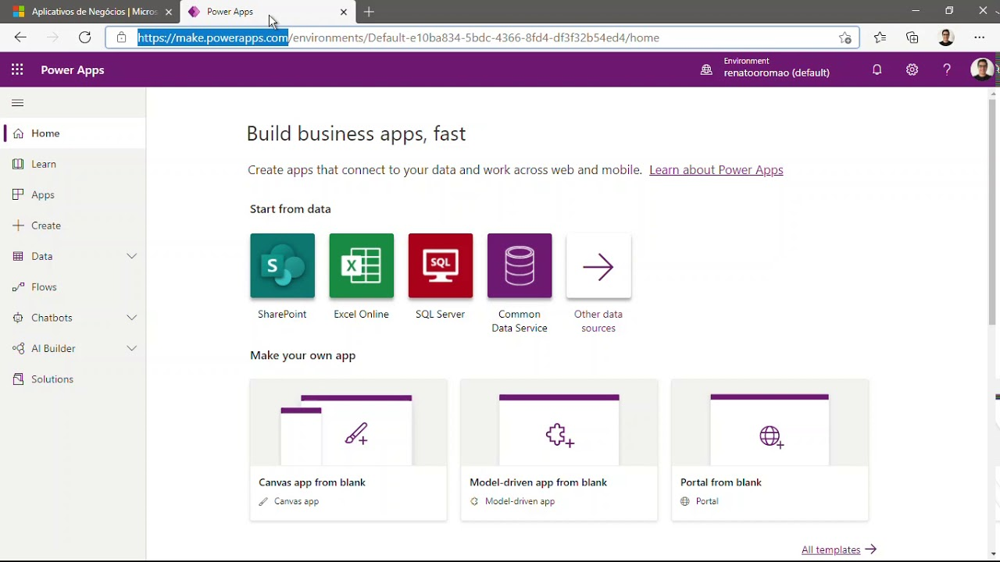 Aplicativos de Negócios | Micros
Power Apps
https://make.powerapps.com/environments/Default-e10ba834-5bdc-4366-8fd4-df3f32b54ed4/home
Power Apps
Environment
renatooromao (default)
Home
Learn
Apps
Create
Data
Flows
Chatbots
AI Builder
Solutions
Build business apps, fast
Create apps that connect to your data and work across web and mobile. Learn about Power Apps
Start from data
S
X
SQL
SharePoint
Excel Online
SQL Server
Common
Data Service
Other data
sources
Make your own app
Canvas app from blank
Canvas app
Model-driven app from blank
Model-driven app
Portal from blank
Portal
All templates